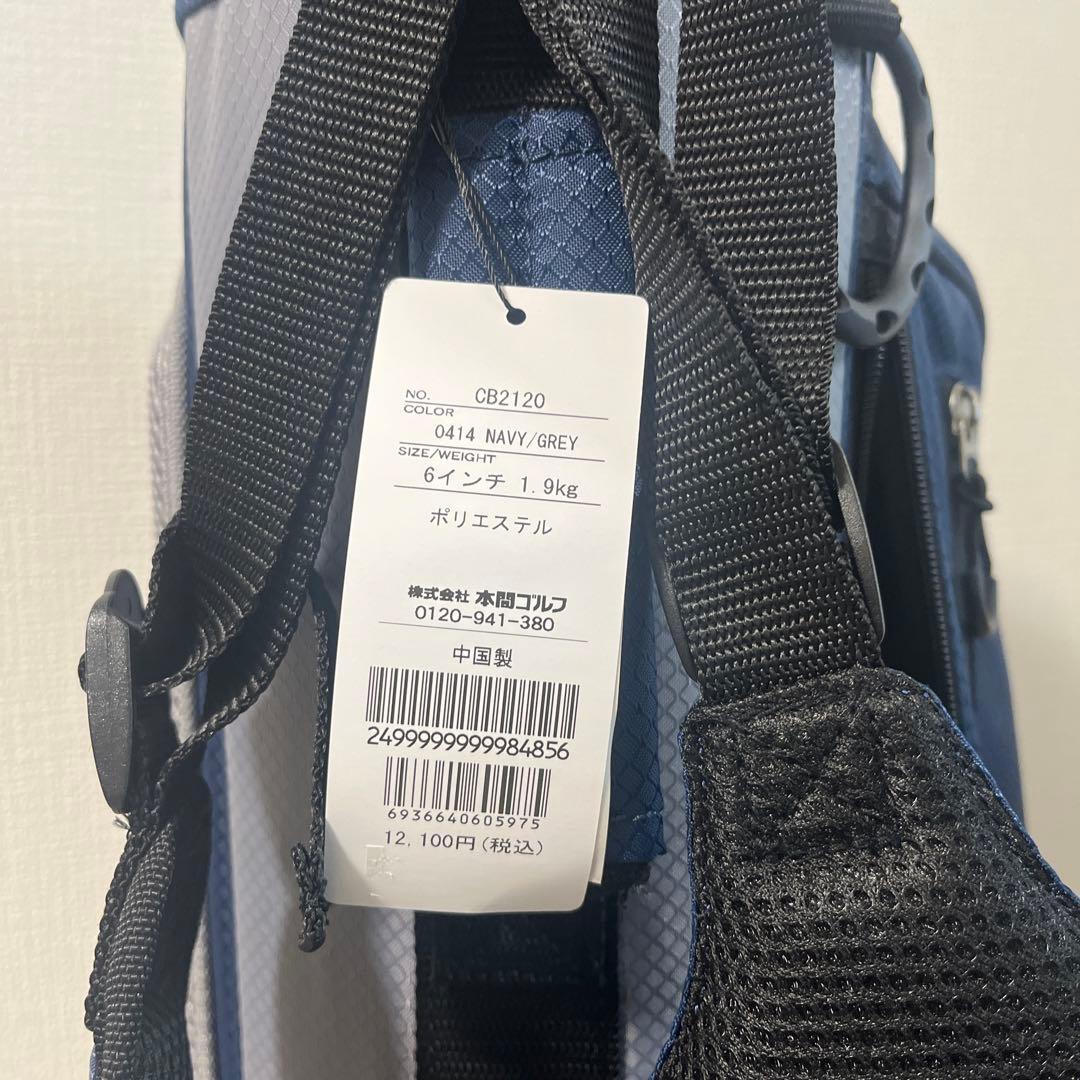 NO. CB2120
COLOR
0414 NAVY/GREY
SIZE/WEIGHT
6インチ 1.9kg
ポリエステル
株式会社 本間ゴルフ
0120-941-380
中国製
2499999999984856
6936640605975
12,100円(税込)